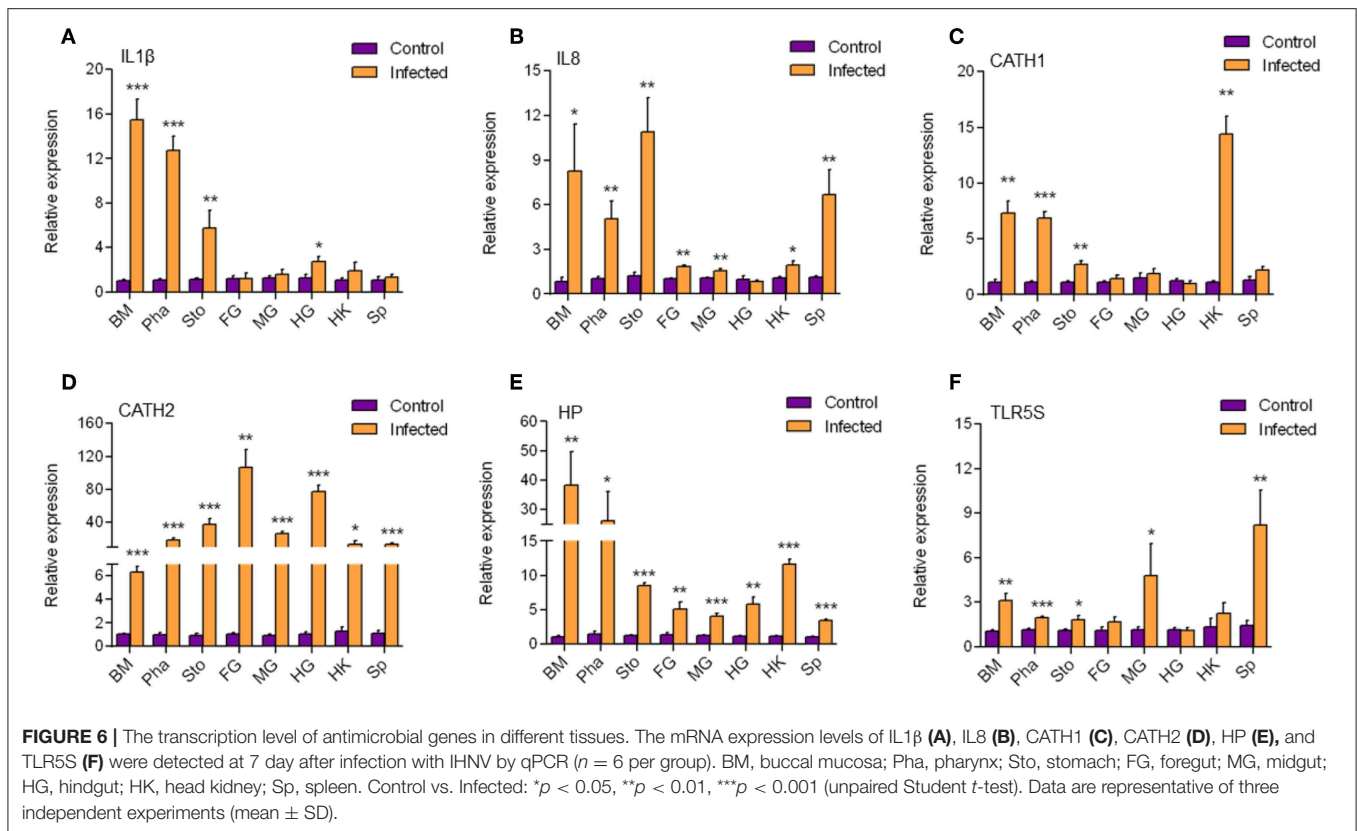 A
IL1β
Control
Infected
Relative expression
20
16
12
8
4
0
***
***
**
*
BM Pha Sto FG MG HG HK Sp
B
IL8
Control
Infected
Relative expression
15
12
9
6
3
0
*
**
**
**
**
*
**
BM Pha Sto FG MG HG HK Sp
C
CATH1
Control
Infected
Relative expression
20
15
10
5
0
**
***
**
**
BM Pha Sto FG MG HG HK Sp
D
CATH2
Control
Infected
Relative expression
160
120
80
40
6
4
2
0
***
***
***
**
***
***
*
***
BM Pha Sto FG MG HG HK Sp
E
HP
Control
Infected
Relative expression
60
50
40
30
15
10
5
0
**
*
***
**
***
**
***
***
BM Pha Sto FG MG HG HK Sp
F
TLR5S
Control
Infected
Relative expression
15
12
9
6
3
0
**
***
*
*
**
BM Pha Sto FG MG HG HK Sp
FIGURE 6 | The transcription level of antimicrobial genes in different tissues. The mRNA expression levels of IL1β (A), IL8 (B), CATH1 (C), CATH2 (D), HP (E), and
TLR5S (F) were detected at 7 day after infection with IHNV by qPCR (n = 6 per group). BM, buccal mucosa; Pha, pharynx; Sto, stomach; FG, foregut; MG, midgut;
HG, hindgut; HK, head kidney; Sp, spleen. Control vs. Infected: *p < 0.05, **p < 0.01, ***p < 0.001 (unpaired Student t-test). Data are representative of three
independent experiments (mean ± SD).